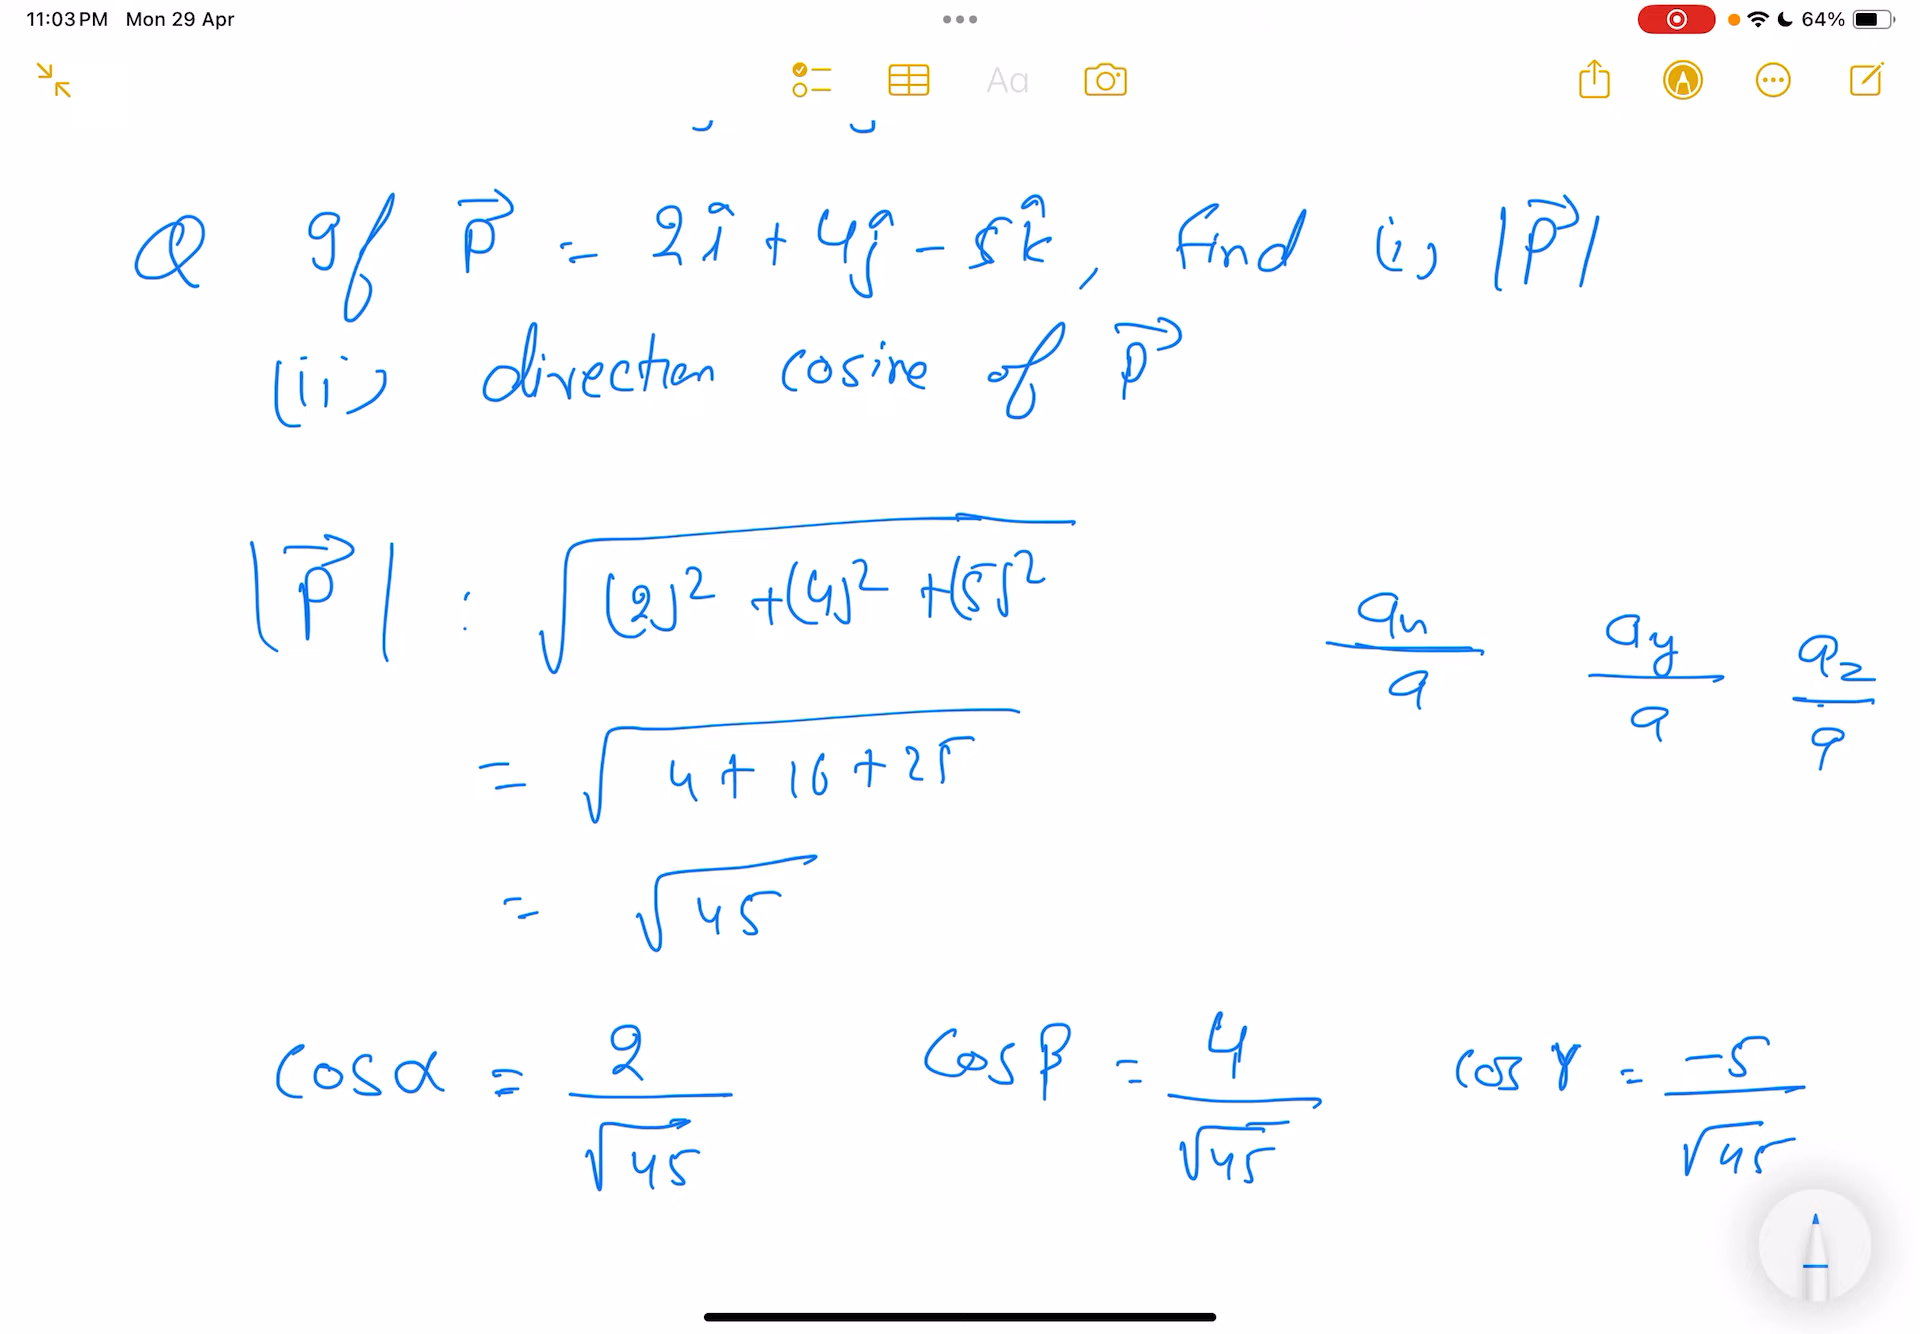 11:03 PM Mon 29 Apr 64%
Aa
Q If p⃗ = 2î + 4ĵ - 5k̂, find (i) |p⃗|
(ii) direction cosine of p⃗
|p⃗| : √((2)² + (4)² + (5)²)
aₓ/a a_y/a a_z/a
= √(4 + 16 + 25)
= √45
cos α = 2/√45 cos β = 4/√45 cos γ = -5/√45